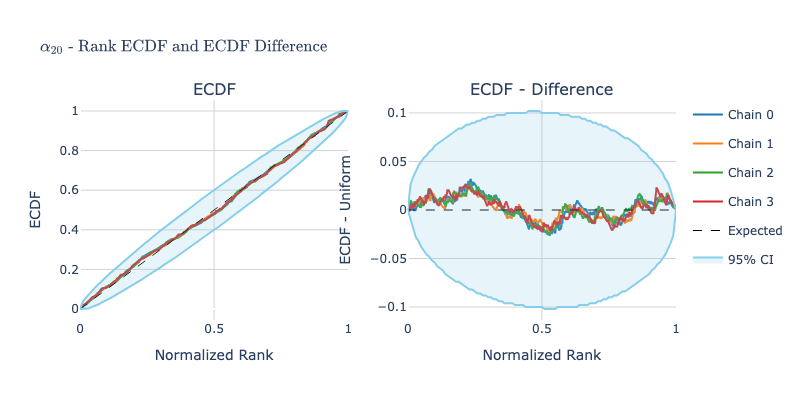 α₂₀ - Rank ECDF and ECDF Difference
ECDF
ECDF - Difference
1
0.8
0.6
0.4
0.2
0
0
0.5
1
ECDF
Normalized Rank
0.1
0.05
0
−0.05
−0.1
0
0.5
1
ECDF - Uniform
Normalized Rank
Chain 0
Chain 1
Chain 2
Chain 3
Expected
95% CI